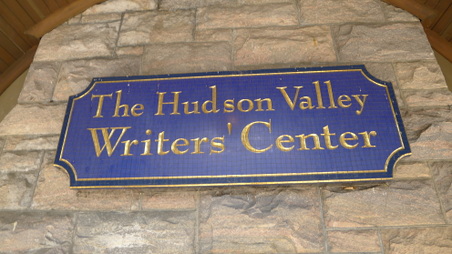 The Hudson Valley
Writers' Center